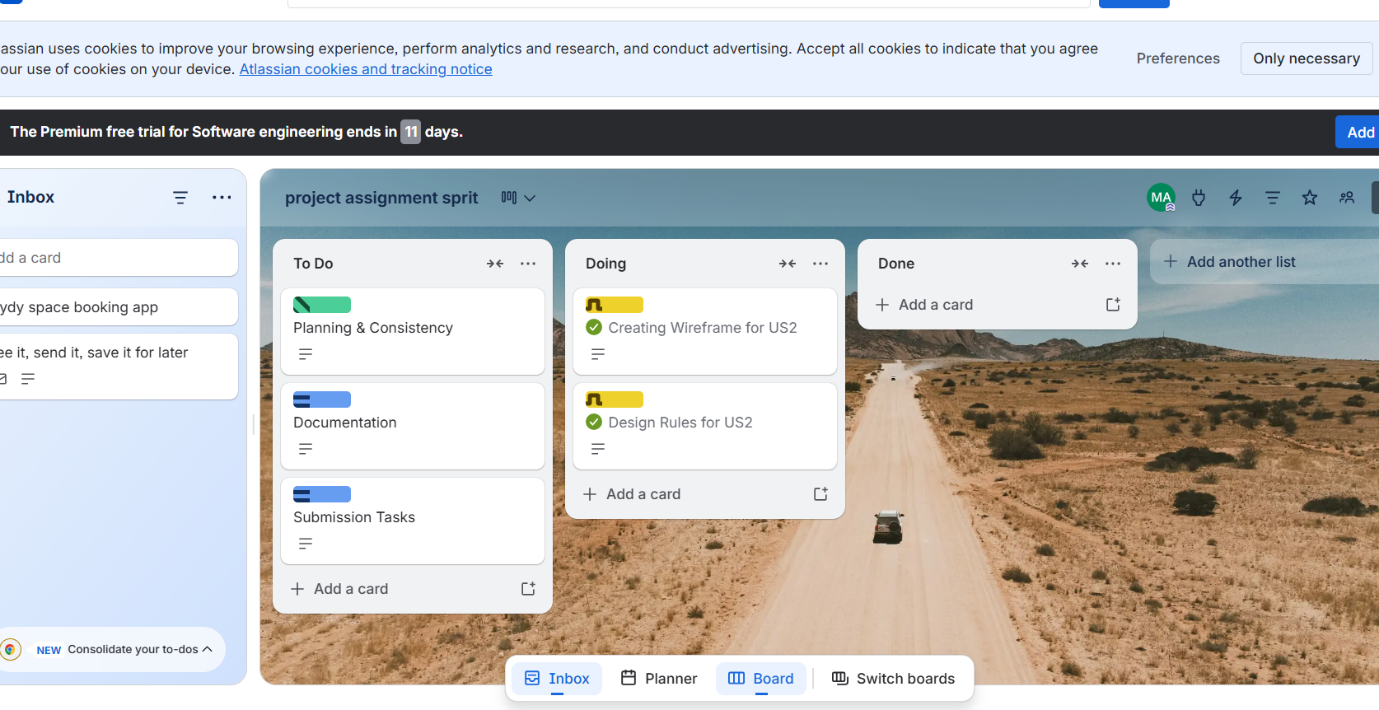 assian uses cookies to improve your browsing experience, perform analytics and research, and conduct advertising. Accept all cookies to indicate that you agree
our use of cookies on your device. Atlassian cookies and tracking notice
Preferences
Only necessary
The Premium free trial for Software engineering ends in 11 days.
Add
Inbox
dd a card
ydy space booking app
ee it, send it, save it for later
NEW Consolidate your to-dos
project assignment sprit
MA
To Do
Planning & Consistency
Documentation
Submission Tasks
Add a card
Doing
Creating Wireframe for US2
Design Rules for US2
Add a card
Done
Add a card
Add another list
Inbox
Planner
Board
Switch boards